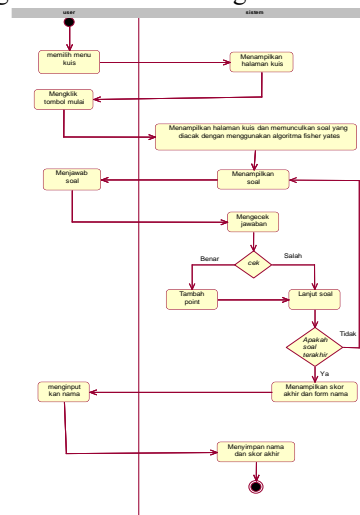 user
sistem
memilih menu
kuis
Menampilkan
halaman kuis
Mengklik
tombol mulai
Menampilkan halaman kuis dan memunculkan soal yang
diacak dengan menggunakan algoritma fisher yates
Menjawab
soal
Menampilkan
soal
Mengecek
jawaban
cek
Benar
Salah
Tambah
point
Lanjut soal
Apakah
soal
terakhir
Tidak
Ya
menginput
kan nama
Menampilkan skor
akhir dan form nama
Menyimpan nama
dan skor akhir